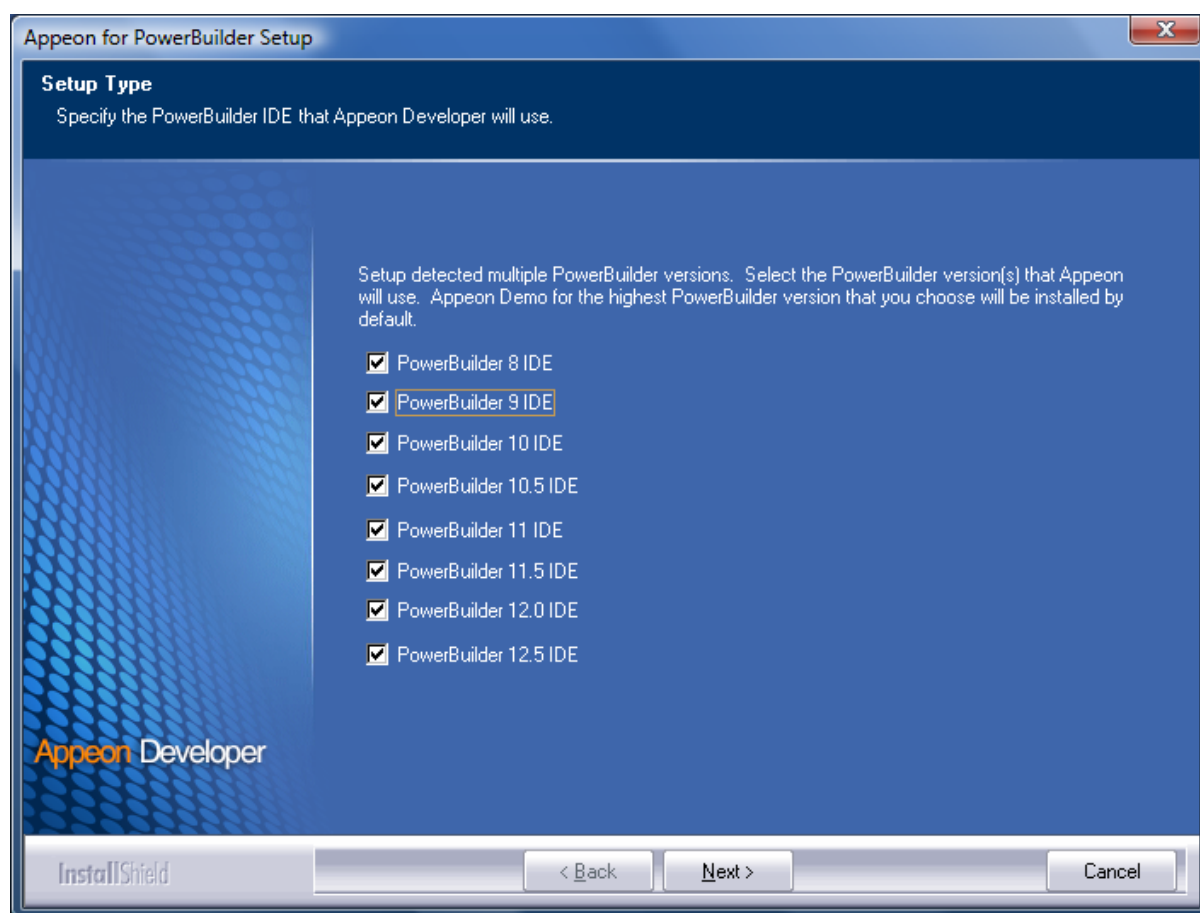 Appeon for PowerBuilder Setup
Setup Type
Specify the PowerBuilder IDE that Appeon Developer will use.
Setup detected multiple PowerBuilder versions. Select the PowerBuilder version(s) that Appeon
will use. Appeon Demo for the highest PowerBuilder version that you choose will be installed by
default.
PowerBuilder 8 IDE
PowerBuilder 9 IDE
PowerBuilder 10 IDE
PowerBuilder 10.5 IDE
PowerBuilder 11 IDE
PowerBuilder 11.5 IDE
PowerBuilder 12.0 IDE
PowerBuilder 12.5 IDE
Appeon Developer
InstallShield
< Back
Next >
Cancel